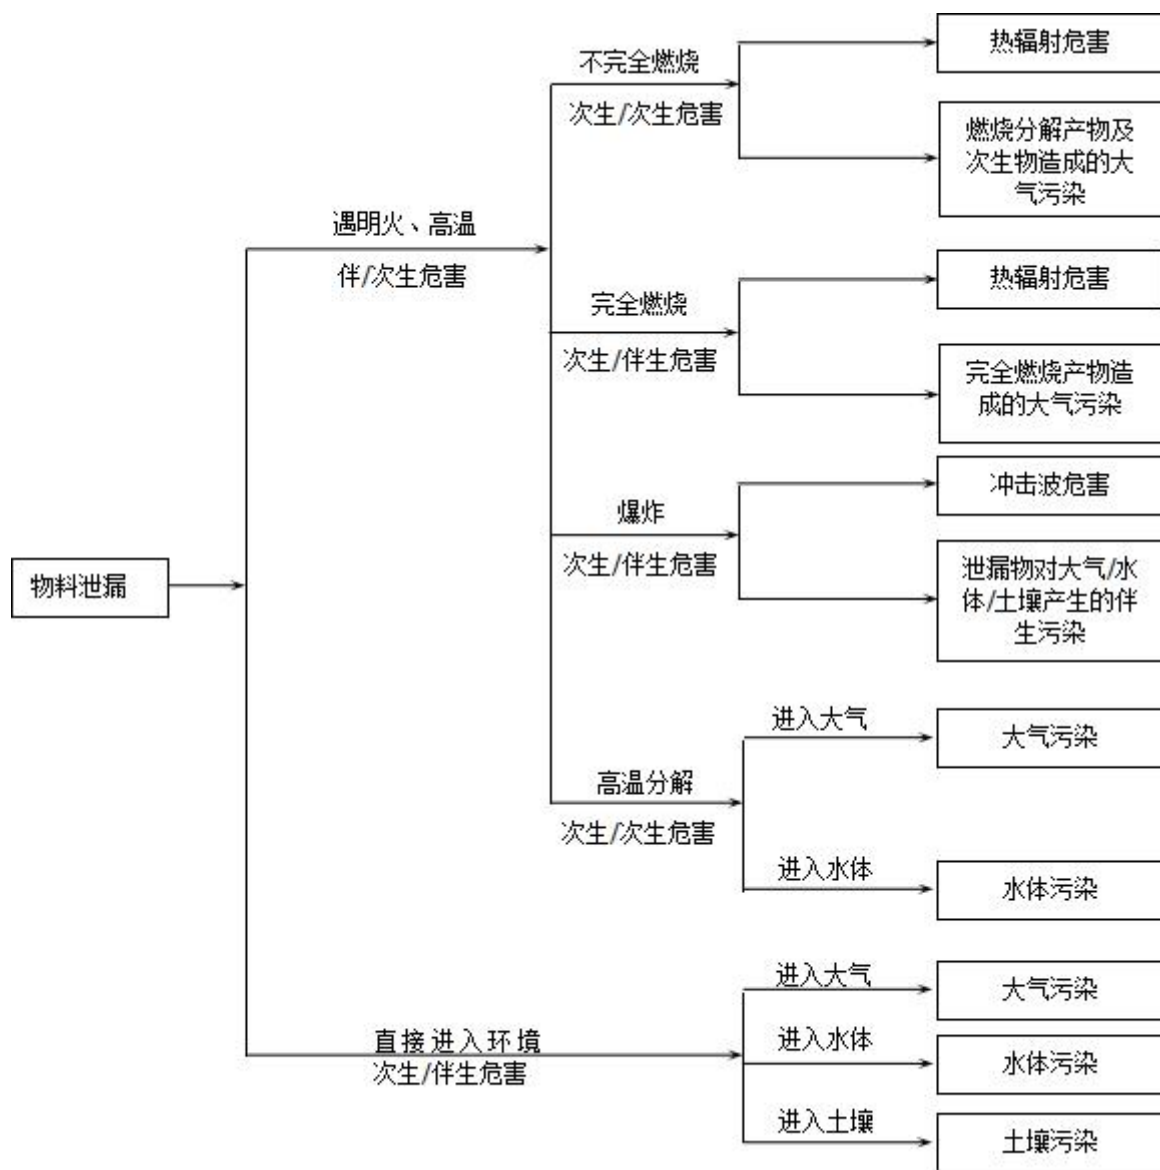 不完全燃烧
次生/次生危害
热辐射危害
燃烧分解产物及
次生物造成的大
气污染
遇明火、高温
伴/次生危害
完全燃烧
次生/伴生危害
热辐射危害
完全燃烧产物造
成的大气污染
爆炸
次生/伴生危害
冲击波危害
泄漏物对大气/水
体/土壤产生的伴
生污染
物料泄漏
高温分解
次生/次生危害
进入大气
大气污染
进入水体
水体污染
直接进入环境
次生/伴生危害
进入大气
大气污染
进入水体
水体污染
进入土壤
土壤污染